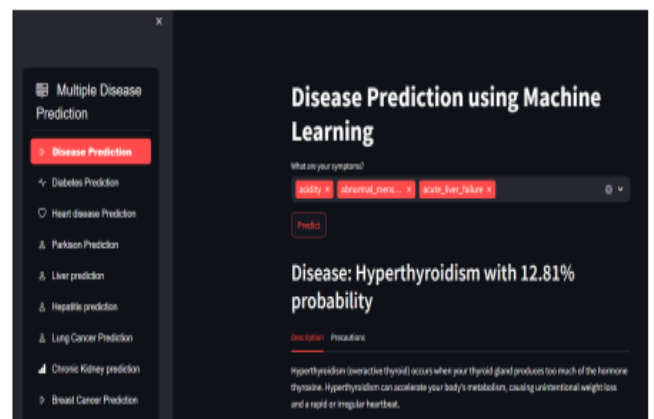 x
Multiple Disease
Prediction
Disease Prediction
Diabetes Prediction
Heart disease Prediction
Parkison Prediction
Liver prediction
Hepatitis prediction
Lung Cancer Prediction
Chronic Kidney prediction
Breast Cancer Prediction
Disease Prediction using Machine
Learning
What are your symptoms?
acidity × abnormal_mens... × acute_liver_failure ×
Predict
Disease: Hyperthyroidism with 12.81%
probability
Description Precautions
Hyperthyroidism (overactive thyroid) occurs when your thyroid gland produces too much of the hormone
thyroxine. Hyperthyroidism can accelerate your body's metabolism, causing unintentional weight loss
and a rapid or irregular heartbeat.